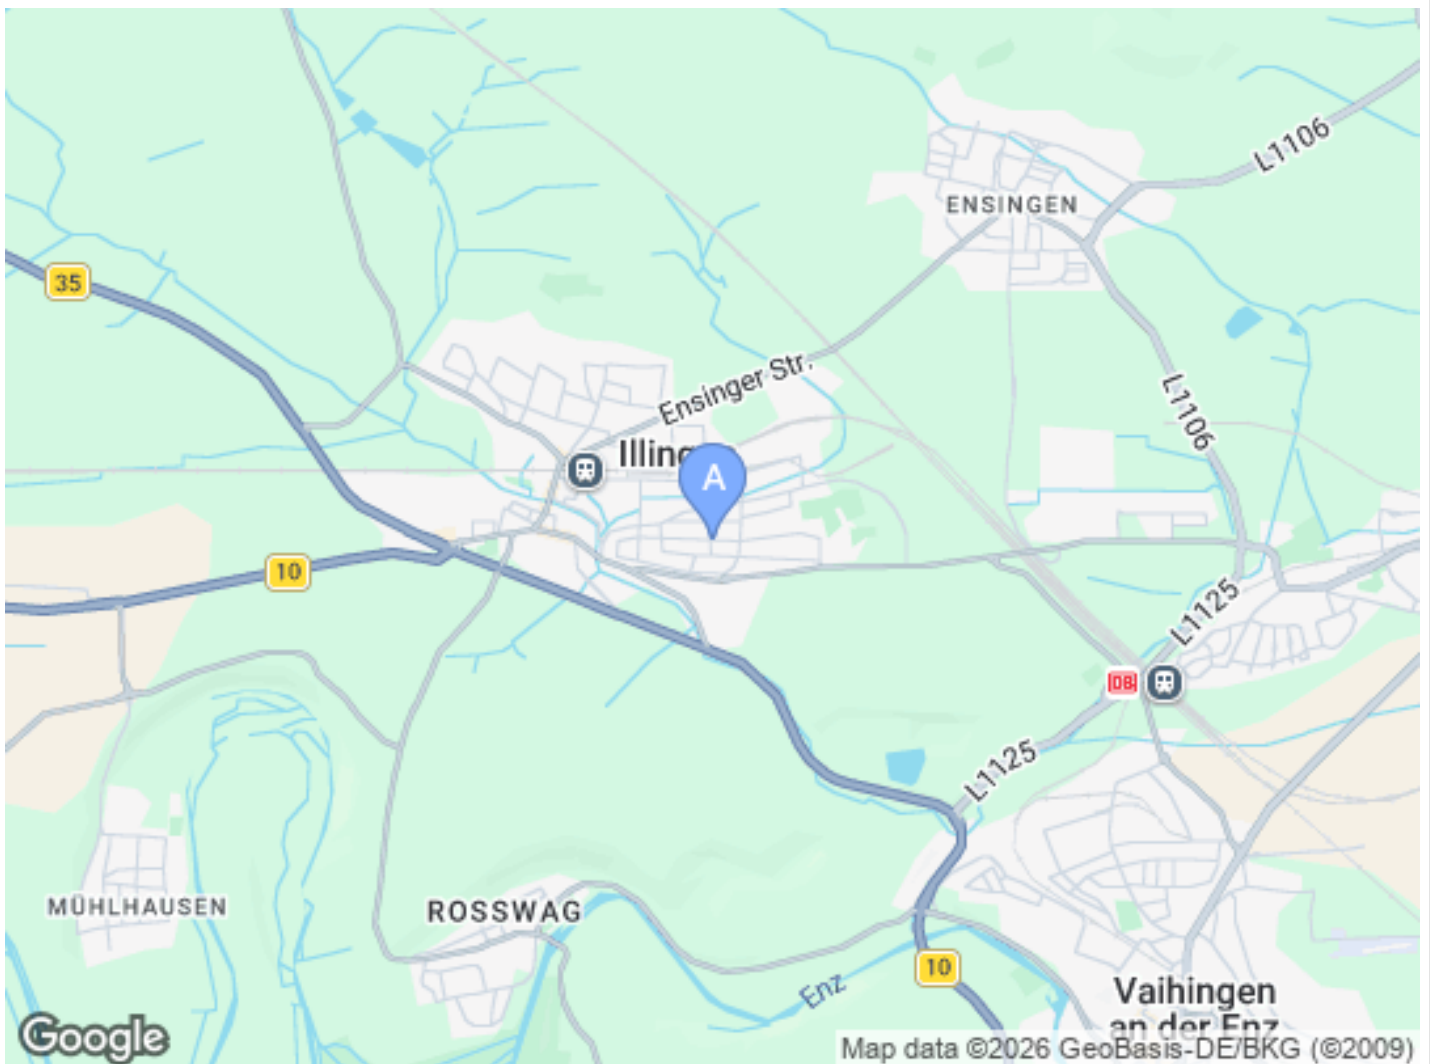 L1106
ENSINGEN
35
Ensinger Str.
L1106
A
10
L1125
DB
L1125
MÜHLHAUSEN
ROSSWAG
10
Enz
Vaihingen
an der Enz
Google
Map data ©2026 GeoBasis-DE/BKG (©2009)